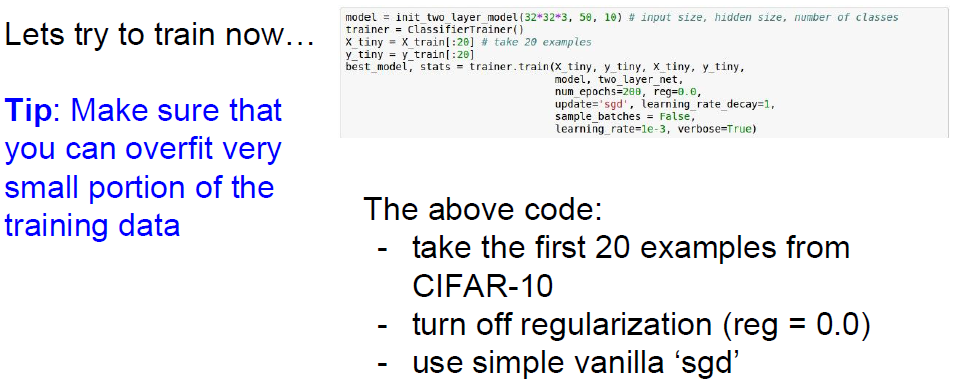 Lets try to train now…
Tip: Make sure that
you can overfit very
small portion of the
training data
model = init_two_layer_model(32*32*3, 50, 10) # input size, hidden size, number of classes
trainer = ClassifierTrainer()
X_tiny = X_train[:20] # take 20 examples
y_tiny = y_train[:20]
best_model, stats = trainer.train(X_tiny, y_tiny, X_tiny, y_tiny,
model, two_layer_net,
num_epochs=200, reg=0.0,
update='sgd', learning_rate_decay=1,
sample_batches = False,
learning_rate=1e-3, verbose=True)
The above code:
- take the first 20 examples from
CIFAR-10
- turn off regularization (reg = 0.0)
- use simple vanilla ‘sgd’